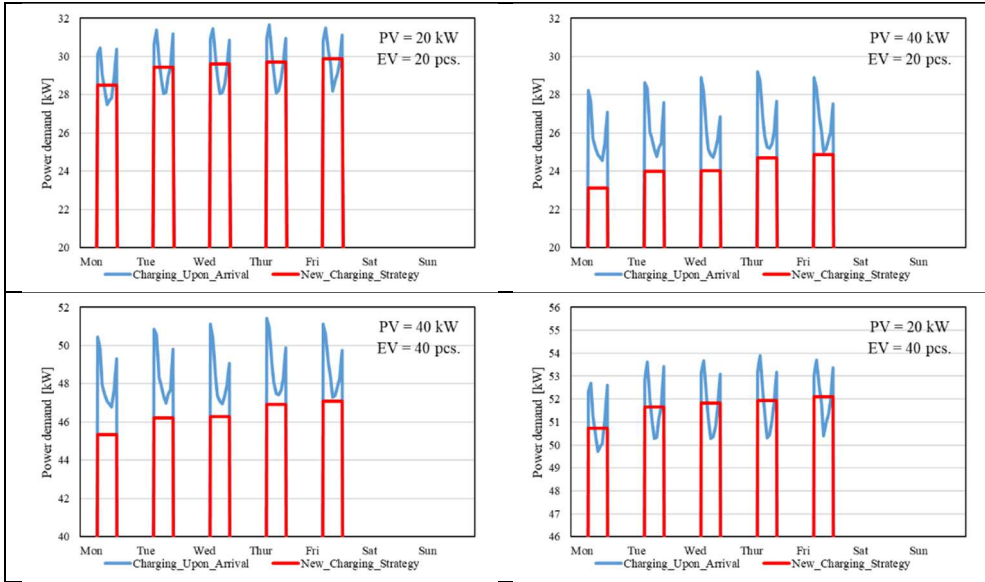 32
30
28
26
24
22
20
Power demand [kW]
PV = 20 kW
EV = 20 pcs.
Mon Tue Wed Thur Fri Sat Sun
Charging_Upon_Arrival New_Charging_Strategy
32
30
28
26
24
22
20
Power demand [kW]
PV = 40 kW
EV = 20 pcs.
Mon Tue Wed Thur Fri Sat Sun
Charging_Upon_Arrival New_Charging_Strategy
52
50
48
46
44
42
40
Power demand [kW]
PV = 40 kW
EV = 40 pcs.
Mon Tue Wed Thur Fri Sat Sun
Charging_Upon_Arrival New_Charging_Strategy
56
55
54
53
52
51
50
49
48
47
46
Power demand [kW]
PV = 20 kW
EV = 40 pcs.
Mon Tue Wed Thur Fri Sat Sun
Charging_Upon_Arrival New_Charging_Strategy